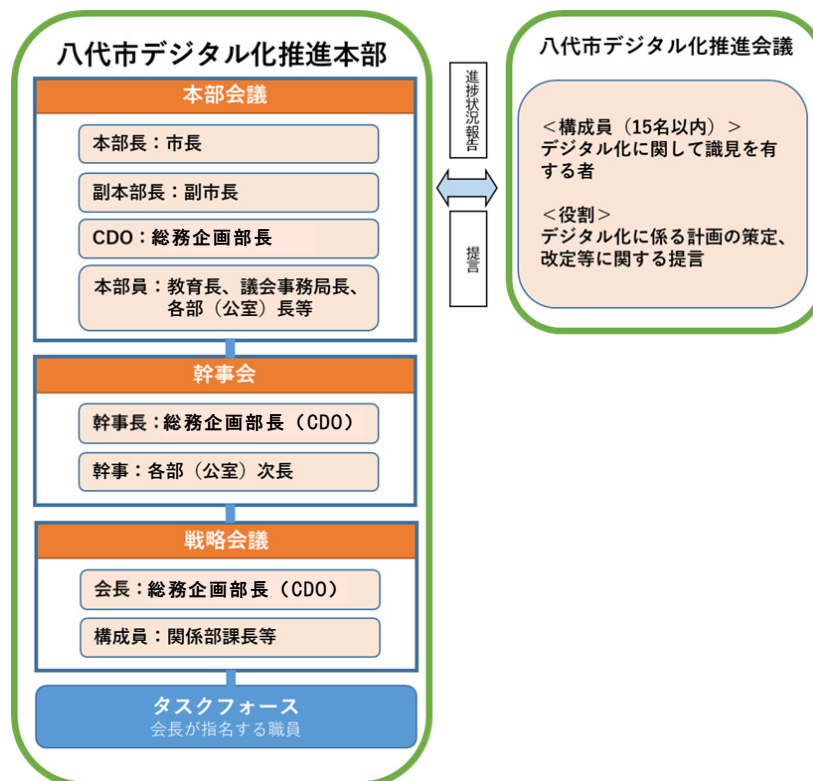 八代市デジタル化推進本部
本部会議
本部長：市長
副本部長：副市長
CDO：総務企画部長
本部員：教育長、議会事務局長、
各部（公室）長等
幹事会
幹事長：総務企画部長（CDO）
幹事：各部（公室）次長
戦略会議
会長：総務企画部長（CDO）
構成員：関係部課長等
タスクフォース
会長が指名する職員
進捗状況報告
提言
八代市デジタル化推進会議
＜構成員（15名以内）＞
デジタル化に関して識見を有
する者
＜役割＞
デジタル化に係る計画の策定、
改定等に関する提言